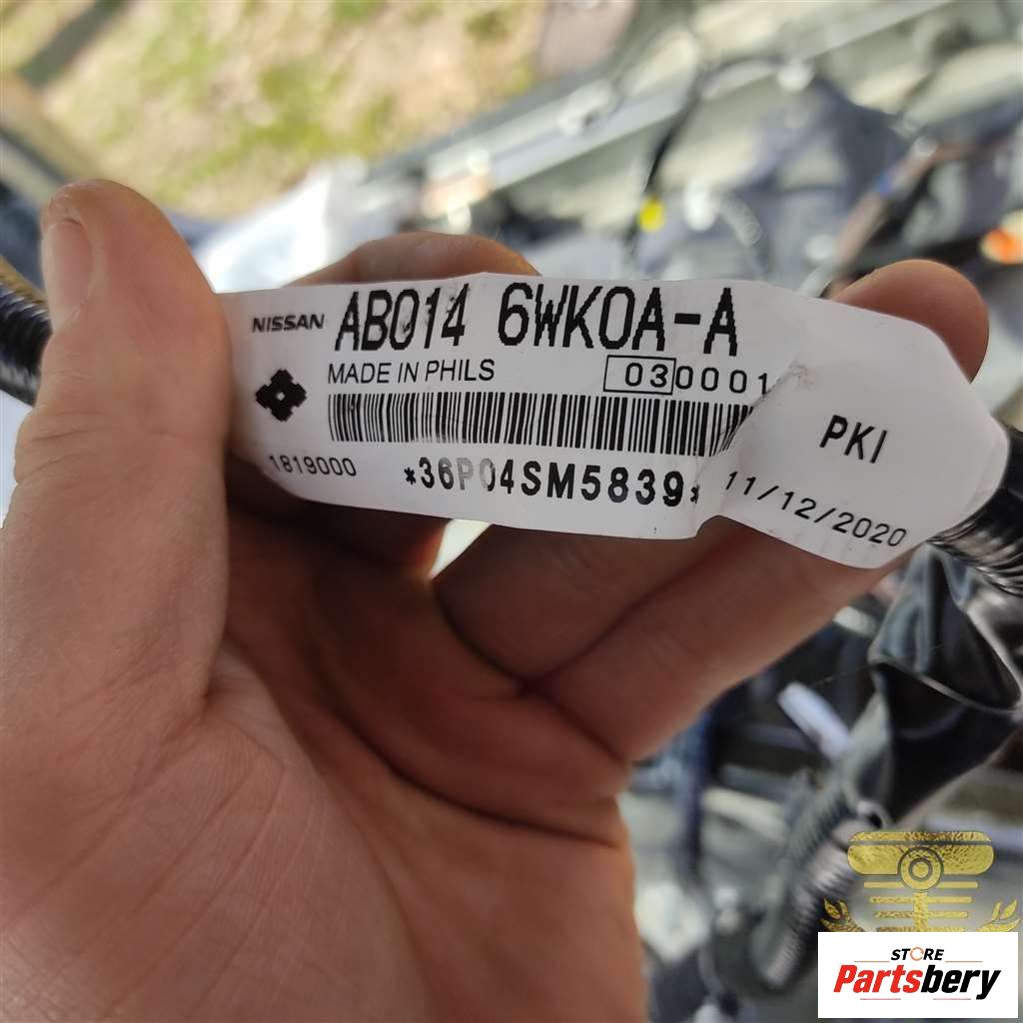 NISSAN AB014 6WK0A-A
MADE IN PHILS 030001
1819000 *36P04SM5839*
PKI
11/12/2020
STORE
Partsbery